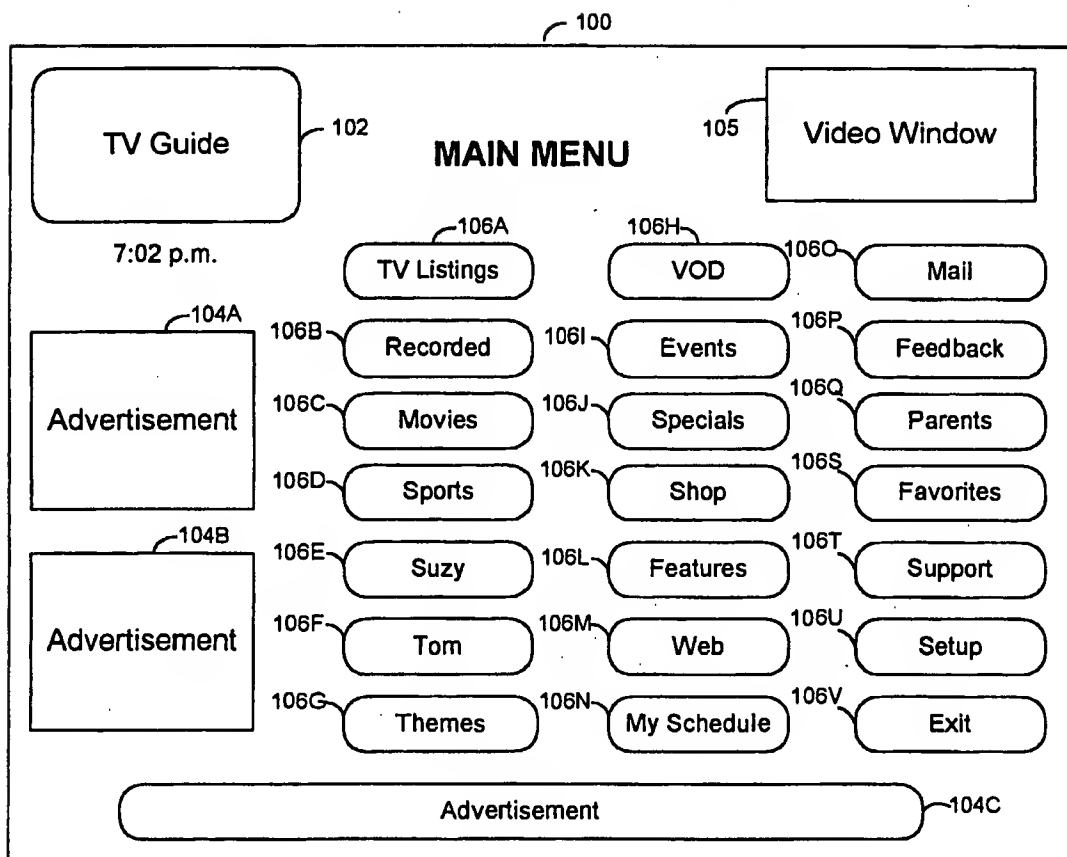 100
TV Guide
102
MAIN MENU
105
Video Window
7:02 p.m.
106A
TV Listings
106H
VOD
106O
Mail
104A
Advertisement
106B
Recorded
106I
Events
106P
Feedback
106C
Movies
106J
Specials
106Q
Parents
106D
Sports
106K
Shop
106S
Favorites
104B
Advertisement
106E
Suzy
106L
Features
106T
Support
106F
Tom
106M
Web
106U
Setup
106G
Themes
106N
My Schedule
106V
Exit
Advertisement
104C